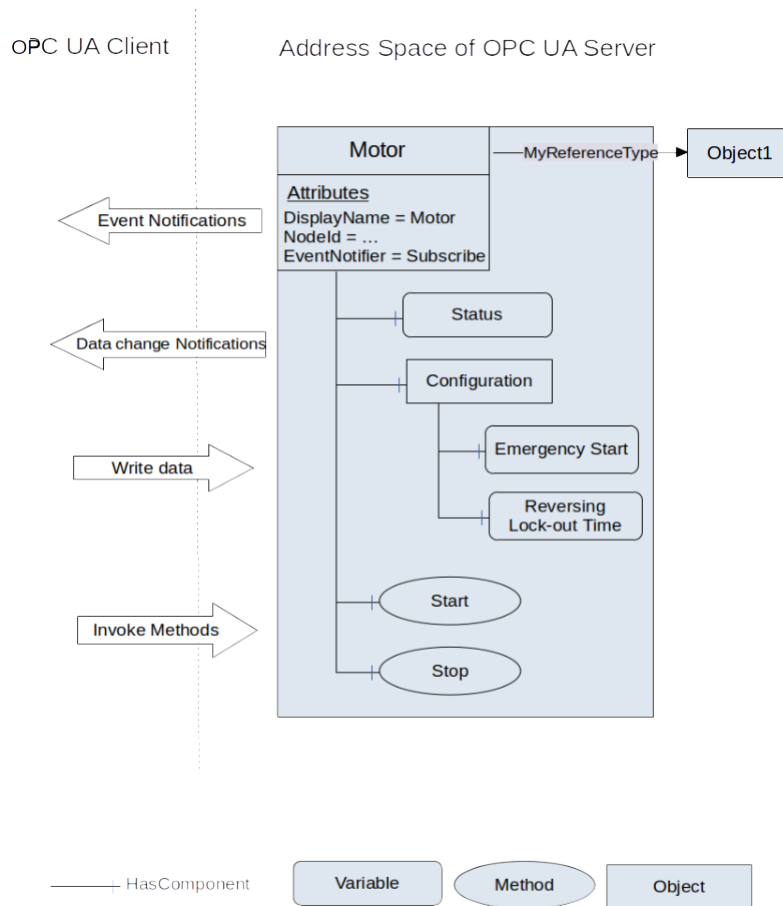 OPC UA Client
Address Space of OPC UA Server
Motor
MyReferenceType
Object1
Attributes
DisplayName = Motor
NodeId = ...
EventNotifier = Subscribe
Event Notifications
Status
Data change Notifications
Configuration
Emergency Start
Write data
Reversing
Lock-out Time
Start
Invoke Methods
Stop
HasComponent
Variable
Method
Object